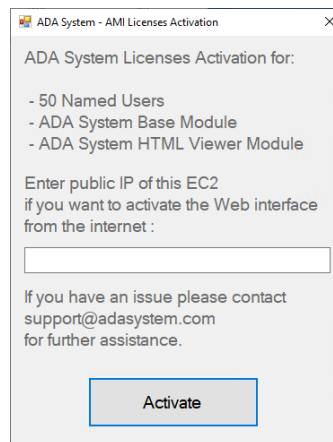 ADA System - AMI Licenses Activation
ADA System Licenses Activation for:
- 50 Named Users
- ADA System Base Module
- ADA System HTML Viewer Module
Enter public IP of this EC2
if you want to activate the Web interface
from the internet :
If you have an issue please contact
support@adasystem.com
for further assistance.
Activate